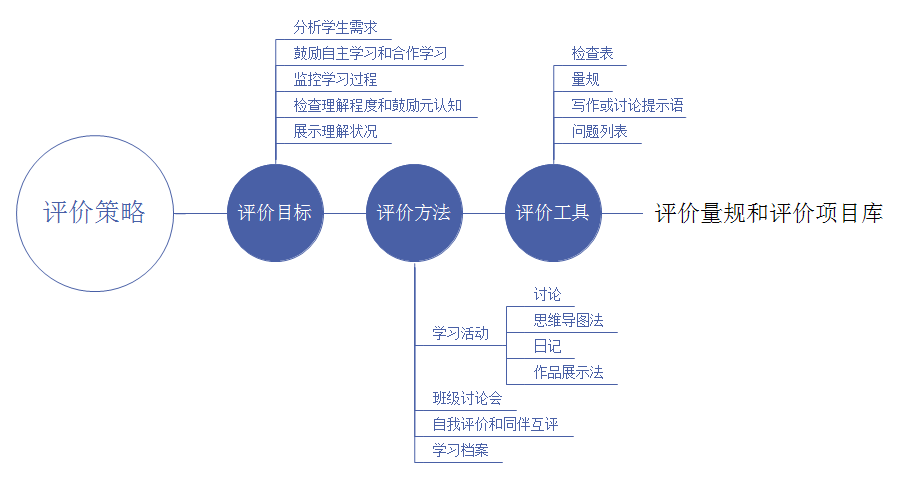 分析学生需求
鼓励自主学习和合作学习
监控学习过程
检查理解程度和鼓励元认知
展示理解状况
检查表
量规
写作或讨论提示语
问题列表
评价策略
评价目标
评价方法
评价工具
评价量规和评价项目库
学习活动
讨论
思维导图法
日记
作品展示法
班级讨论会
自我评价和同伴互评
学习档案